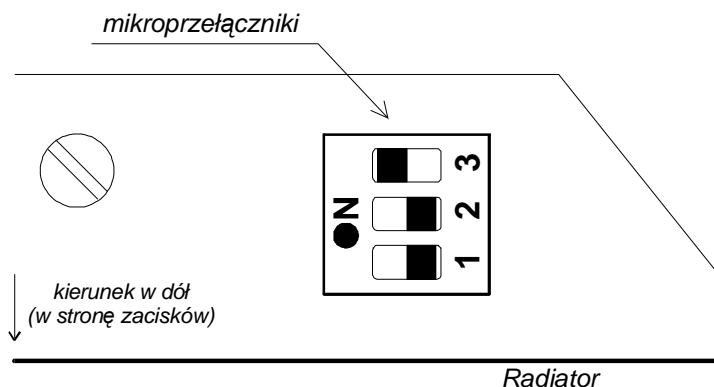 mikroprzełączniki
3
2
1
ON
kierunek w dół
(w stronę zacisków)
Radiator